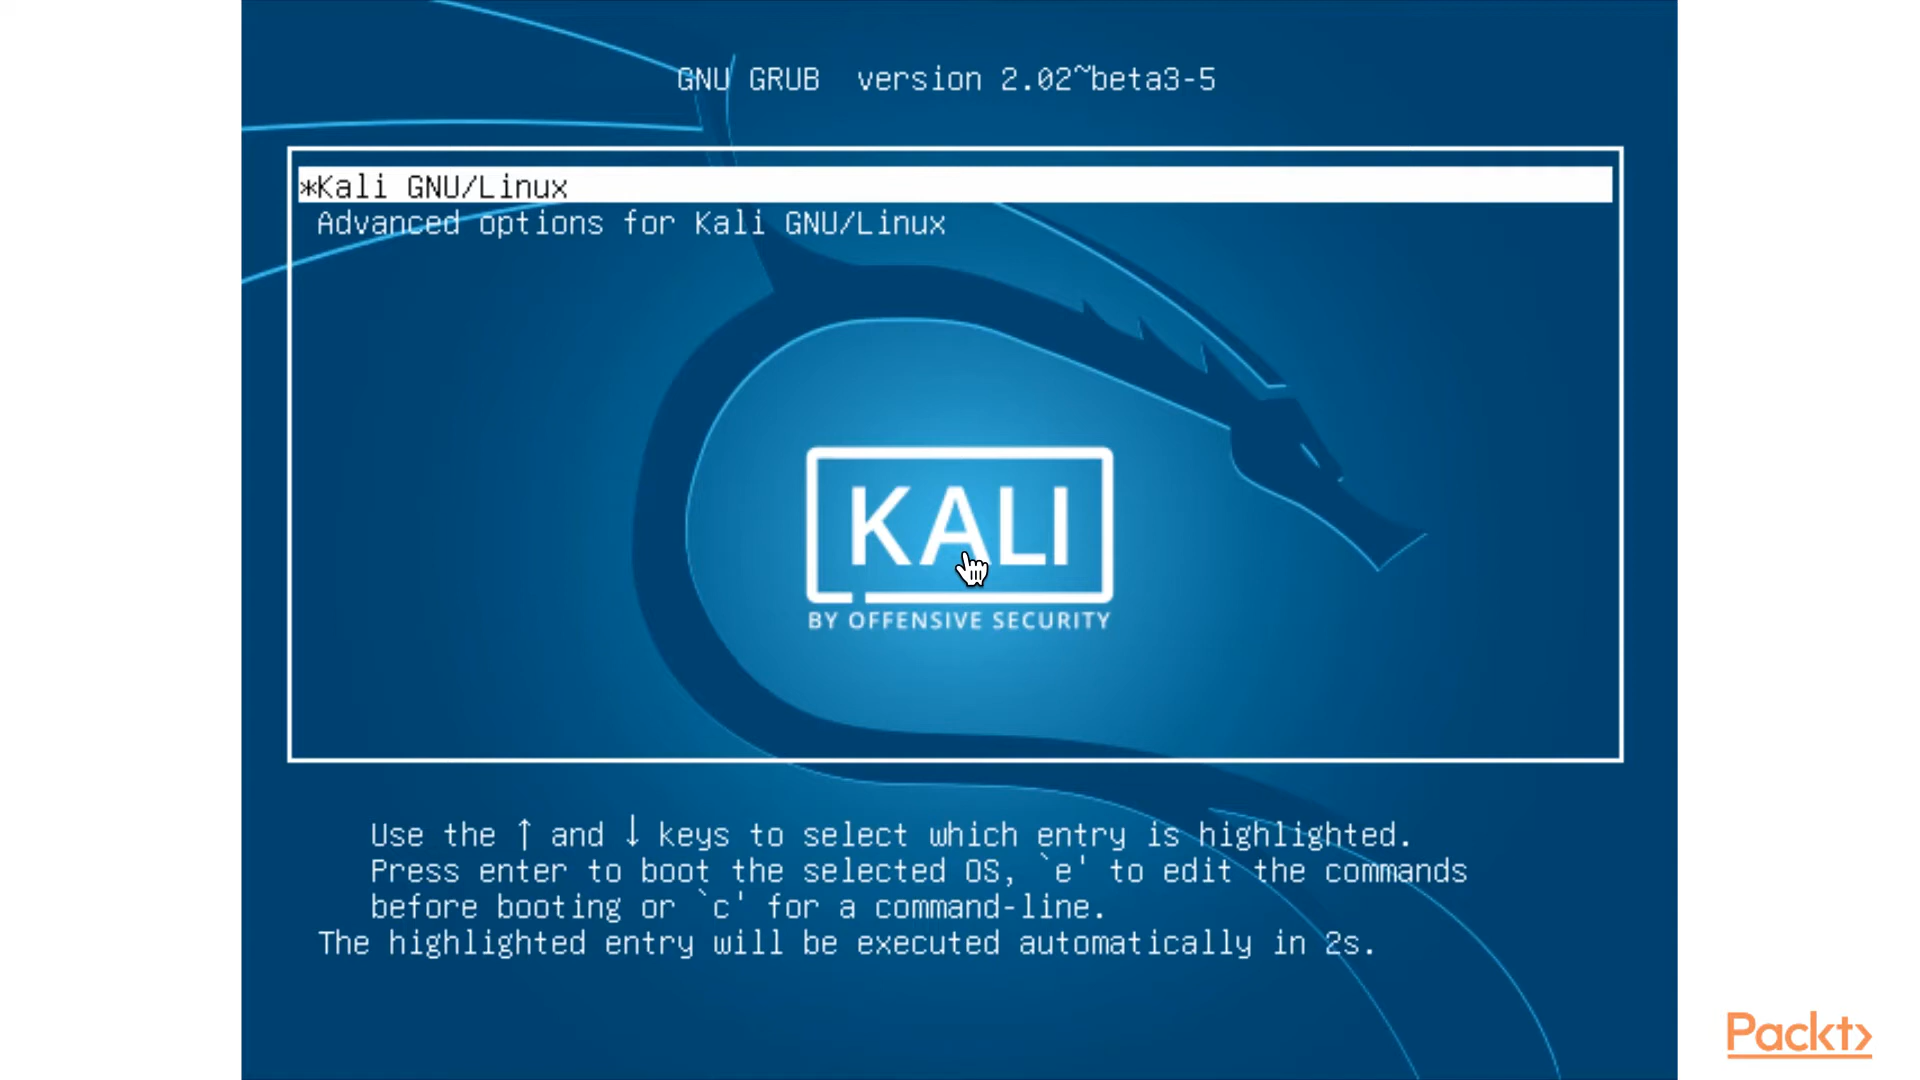 GNU GRUB  version 2.02~beta3-5
*Kali GNU/Linux
Advanced options for Kali GNU/Linux
KALI
BY OFFENSIVE SECURITY
Use the ↑ and ↓ keys to select which entry is highlighted.
Press enter to boot the selected OS, `e' to edit the commands
before booting or `c' for a command-line.
The highlighted entry will be executed automatically in 2s.
Packt>